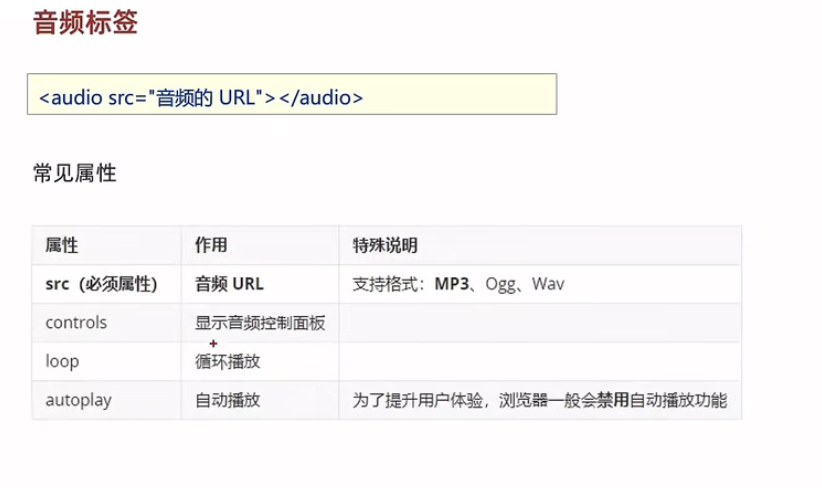 音频标签
<audio src="音频的 URL"></audio>
常见属性
属性 作用 特殊说明
src（必须属性) 音频 URL 支持格式：MP3、Ogg、Wav
controls 显示音频控制面板
loop 循环播放
autoplay 自动播放 为了提升用户体验，浏览器一般会禁用自动播放功能